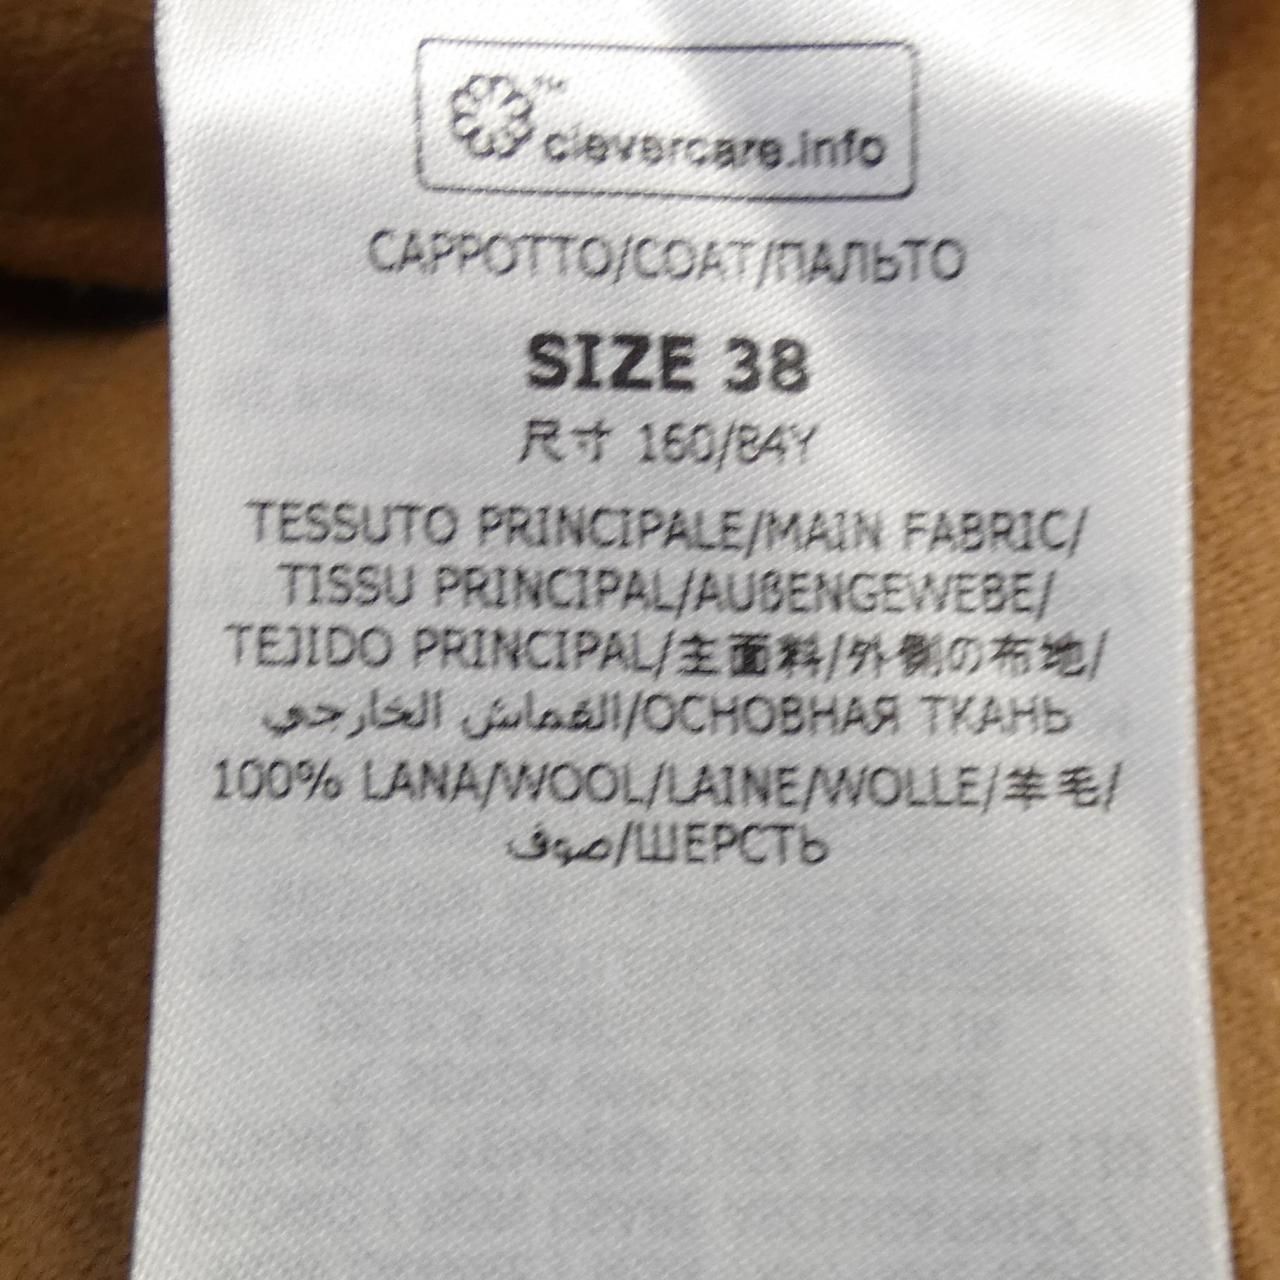 ™
clevercare.info
CAPPOTTO/COAT/ПАЛЬТО
SIZE 38
尺寸 160/84Y
TESSUTO PRINCIPALE/MAIN FABRIC/
TISSU PRINCIPAL/AUßENGEWEBE/
TEJIDO PRINCIPAL/主面料/外側の布地/
القماش الخارجي/ОСНОВНАЯ ТКАНЬ
100% LANA/WOOL/LAINE/WOLLE/羊毛/
صوف/ШЕРСТЬ